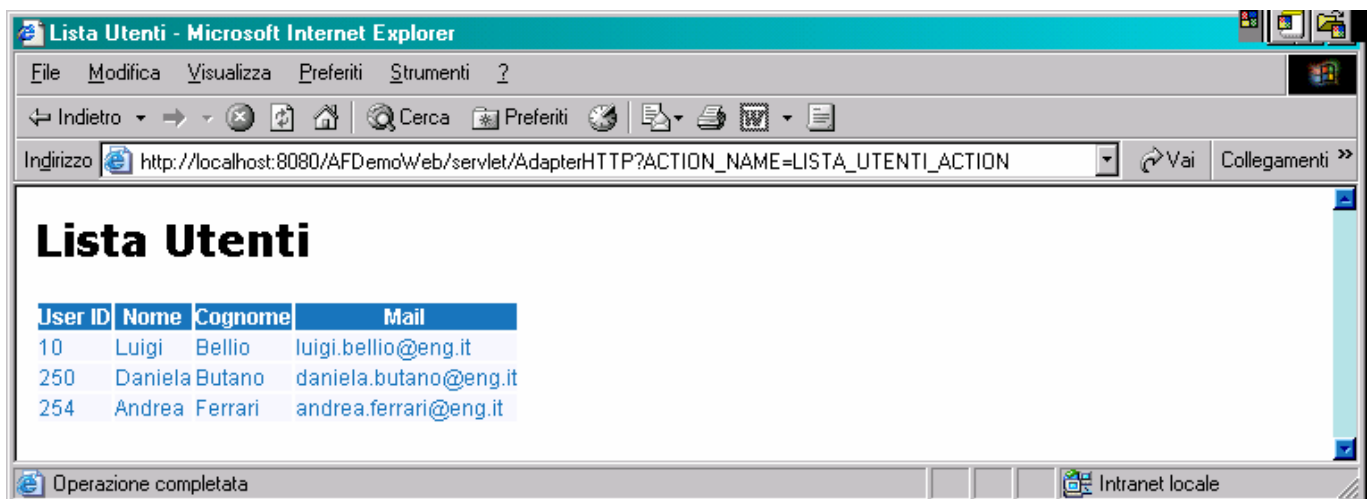 Lista Utenti - Microsoft Internet Explorer
File Modifica Visualizza Preferiti Strumenti ?
Indietro Cerca Preferiti
Indirizzo http://localhost:8080/AFDemoWeb/servlet/AdapterHTTP?ACTION_NAME=LISTA_UTENTI_ACTION Vai Collegamenti »
Lista Utenti
User ID Nome Cognome Mail
10 Luigi Bellio luigi.bellio@eng.it
250 Daniela Butano daniela.butano@eng.it
254 Andrea Ferrari andrea.ferrari@eng.it
Operazione completata Intranet locale